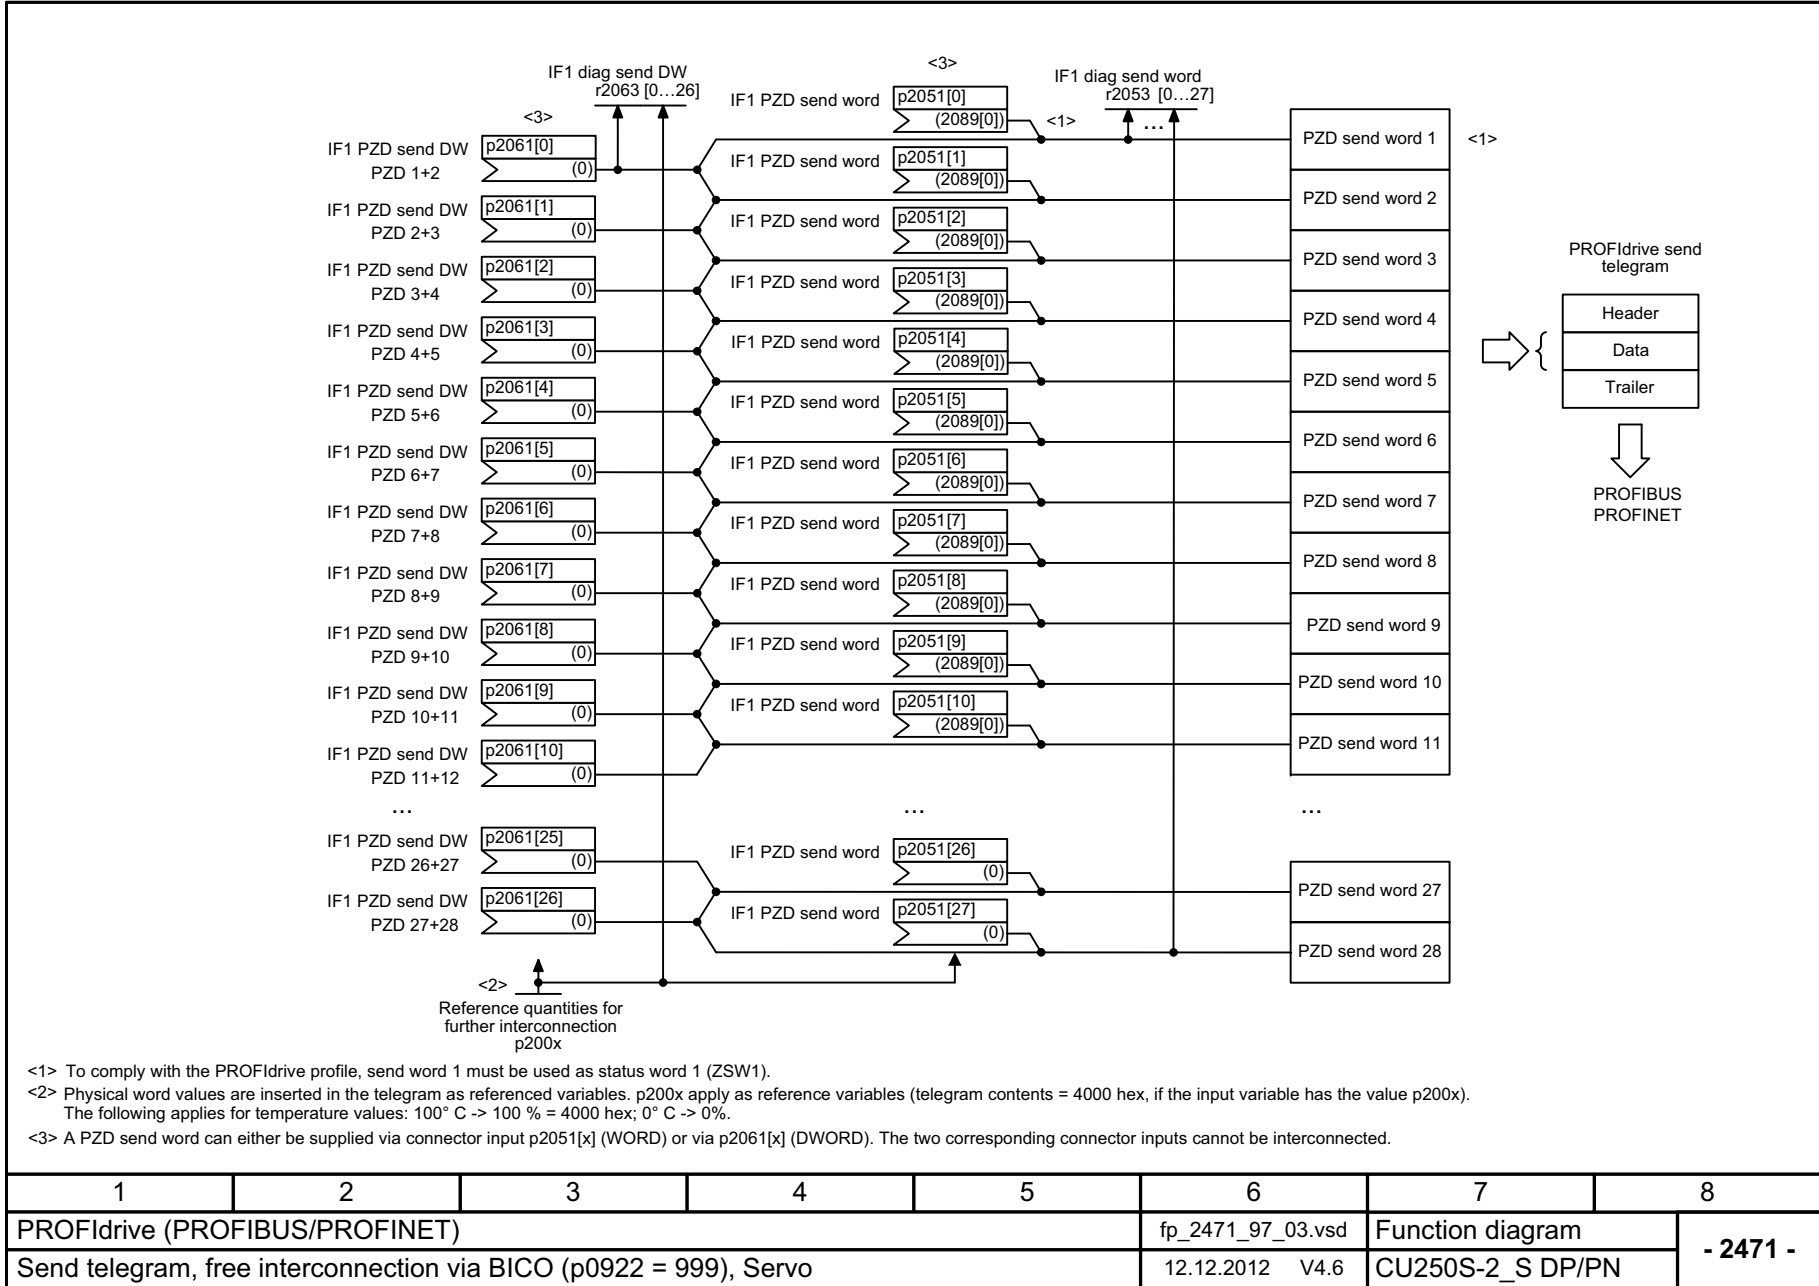 IF1 diag send DW
r2063 [0...26]
<3>
IF1 PZD send DW
PZD 1+2
p2061[0]
(0)
IF1 PZD send DW
PZD 2+3
p2061[1]
(0)
IF1 PZD send DW
PZD 3+4
p2061[2]
(0)
IF1 PZD send DW
PZD 4+5
p2061[3]
(0)
IF1 PZD send DW
PZD 5+6
p2061[4]
(0)
IF1 PZD send DW
PZD 6+7
p2061[5]
(0)
IF1 PZD send DW
PZD 7+8
p2061[6]
(0)
IF1 PZD send DW
PZD 8+9
p2061[7]
(0)
IF1 PZD send DW
PZD 9+10
p2061[8]
(0)
IF1 PZD send DW
PZD 10+11
p2061[9]
(0)
IF1 PZD send DW
PZD 11+12
p2061[10]
(0)
...
IF1 PZD send DW
PZD 26+27
p2061[25]
(0)
IF1 PZD send DW
PZD 27+28
p2061[26]
(0)
<2>
Reference quantities for
further interconnection
p200x
<3>
IF1 PZD send word
p2051[0]
(2089[0])
IF1 PZD send word
p2051[1]
(2089[0])
IF1 PZD send word
p2051[2]
(2089[0])
IF1 PZD send word
p2051[3]
(2089[0])
IF1 PZD send word
p2051[4]
(2089[0])
IF1 PZD send word
p2051[5]
(2089[0])
IF1 PZD send word
p2051[6]
(2089[0])
IF1 PZD send word
p2051[7]
(2089[0])
IF1 PZD send word
p2051[8]
(2089[0])
IF1 PZD send word
p2051[9]
(2089[0])
IF1 PZD send word
p2051[10]
(2089[0])
...
IF1 PZD send word
p2051[26]
(0)
IF1 PZD send word
p2051[27]
(0)
IF1 diag send word
r2053 [0...27]
<1>
...
PZD send word 1
<1>
PZD send word 2
PZD send word 3
PZD send word 4
PZD send word 5
PZD send word 6
PZD send word 7
PZD send word 8
PZD send word 9
PZD send word 10
PZD send word 11
...
PZD send word 27
PZD send word 28
PROFIdrive send
telegram
Header
Data
Trailer
PROFIBUS
PROFINET
<1> To comply with the PROFIdrive profile, send word 1 must be used as status word 1 (ZSW1).
<2> Physical word values are inserted in the telegram as referenced variables. p200x apply as reference variables (telegram contents = 4000 hex, if the input variable has the value p200x).
The following applies for temperature values: 100° C -> 100 % = 4000 hex; 0° C -> 0%.
<3> A PZD send word can either be supplied via connector input p2051[x] (WORD) or via p2061[x] (DWORD). The two corresponding connector inputs cannot be interconnected.
1 2 3 4 5 6 7 8
PROFIdrive (PROFIBUS/PROFINET) fp_2471_97_03.vsd Function diagram
- 2471 -
Send telegram, free interconnection via BICO (p0922 = 999), Servo 12.12.2012 V4.6 CU250S-2_S DP/PN